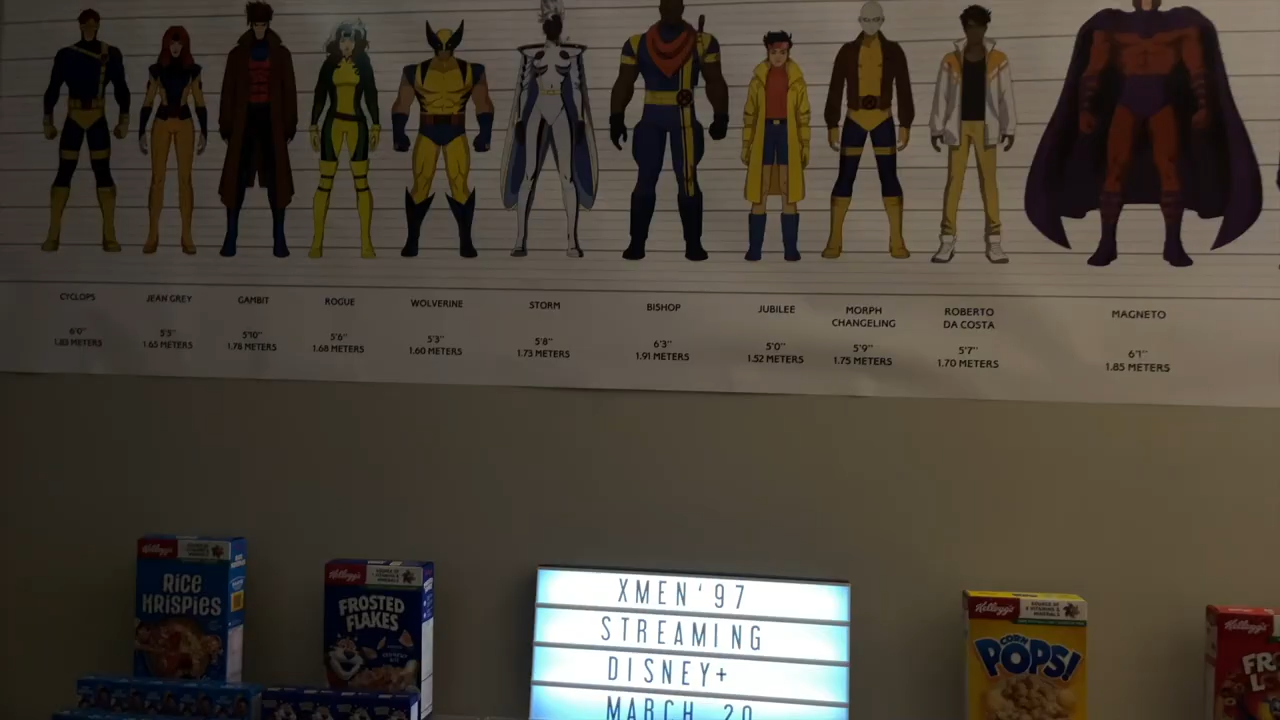 CYCLOPS
6'0"
1.83 METERS
JEAN GREY
5'5"
1.65 METERS
GAMBIT
5'10"
1.78 METERS
ROGUE
5'6"
1.68 METERS
WOLVERINE
5'3"
1.60 METERS
STORM
5'8"
1.73 METERS
BISHOP
6'3"
1.91 METERS
JUBILEE
5'0"
1.52 METERS
MORPH
CHANGELING
5'9"
1.75 METERS
ROBERTO
DA COSTA
5'7"
1.70 METERS
MAGNETO
6'1"
1.85 METERS
Kellogg's
RICE
KRISPIES
Kellogg's
FROSTED
FLAKES
XMEN'97
STREAMING
DISNEY+
MARCH 20
Kellogg's
CORN
POPS!
Kellogg's